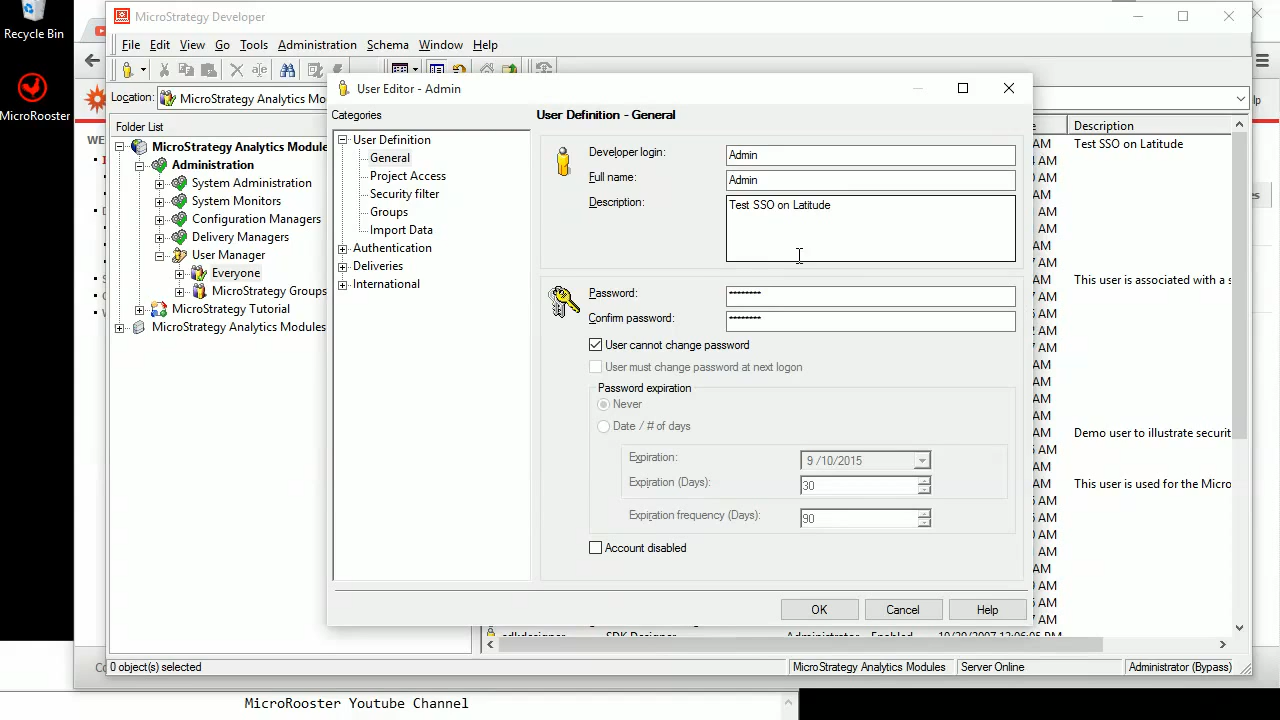 Recycle Bin
MicroRooster
MicroStrategy Developer
File Edit View Go Tools Administration Schema Window Help
Location: MicroStrategy Analytics Mo
Folder List
MicroStrategy Analytics Module
Administration
System Administration
System Monitors
Configuration Managers
Delivery Managers
User Manager
Everyone
MicroStrategy Groups
MicroStrategy Tutorial
MicroStrategy Analytics Modules
User Editor - Admin
Categories
User Definition
General
Project Access
Security filter
Groups
Import Data
Authentication
Deliveries
International
User Definition - General
Developer login: Admin
Full name: Admin
Description: Test SSO on Latitude
Password: ********
Confirm password: ********
User cannot change password
User must change password at next logon
Password expiration
Never
Date / # of days
Expiration: 9 /10/2015
Expiration (Days): 30
Expiration frequency (Days): 90
Account disabled
OK Cancel Help
Description
Test SSO on Latitude
This user is associated with a s
Demo user to illustrate securit
This user is used for the Micro
SDK Designer Administrator Enabled
0 object(s) selected
MicroStrategy Analytics Modules
Server Online
Administrator (Bypass)
MicroRooster Youtube Channel